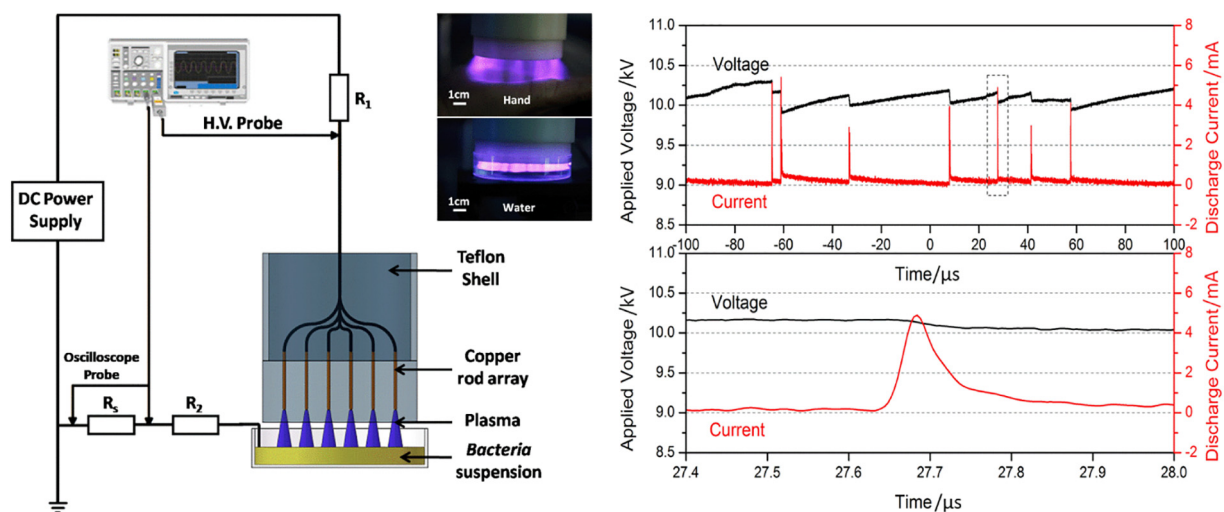 R1
H.V. Probe
DC Power
Supply
Oscilloscope
Probe
Rs
R2
1cm
Hand
1cm
Water
Teflon
Shell
Copper
rod array
Plasma
Bacteria
suspension
Applied Voltage /kV
11.0
10.5
10.0
9.5
9.0
8.5
Voltage
Current
8
6
4
2
0
-2
Discharge Current/mA
-100 -80 -60 -40 -20 0 20 40 60 80 100
Time/μs
Applied Voltage /kV
11.0
10.5
10.0
9.0
8.5
Voltage
Current
8
6
4
2
0
-2
Discharge Current/mA
27.4 27.5 27.6 27.7 27.8 27.9 28.0
Time/μs